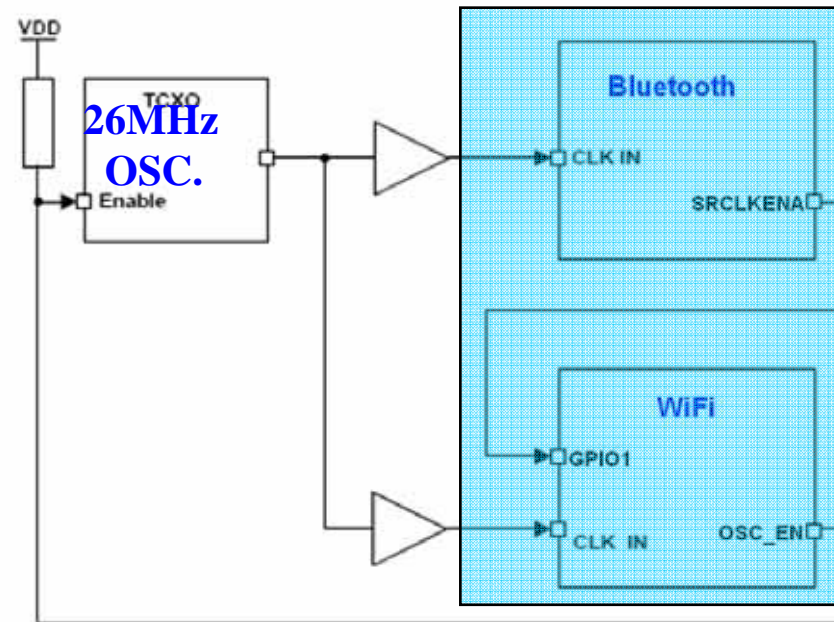 VDD
TCXO
26MHz
OSC.
Enable
Bluetooth
CLK IN
SRCLKENA
WiFi
GPIO1
CLK IN
OSC_EN